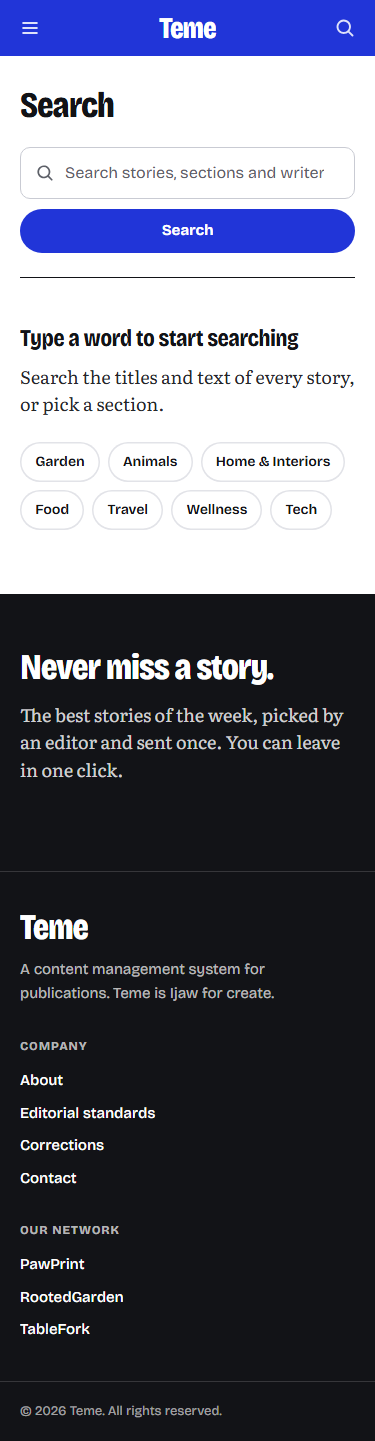 Teme
Search
Search stories, sections and writer
Search
Type a word to start searching
Search the titles and text of every story,
or pick a section.
Garden Animals Home & Interiors
Food Travel Wellness Tech
Never miss a story.
The best stories of the week, picked by
an editor and sent once. You can leave
in one click.
Teme
A content management system for
publications. Teme is Ijaw for create.
COMPANY
About
Editorial standards
Corrections
Contact
OUR NETWORK
PawPrint
RootedGarden
TableFork
© 2026 Teme. All rights reserved.